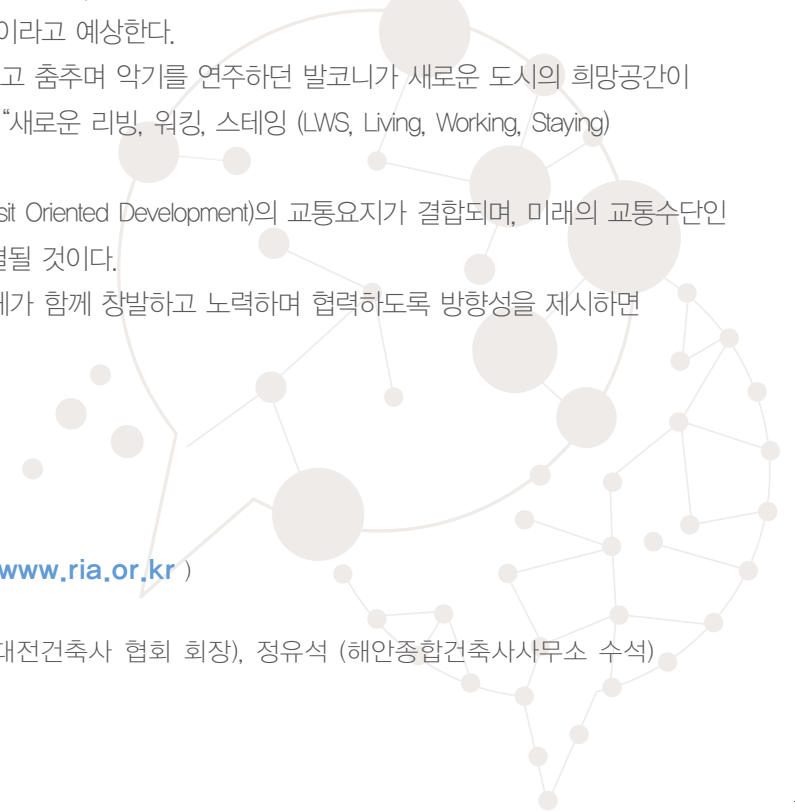 이라고 예상한다.
고 춤추며 악기를 연주하던 발코니가 새로운 도시의 희망공간이
“새로운 리빙, 워킹, 스테잉 (LWS, Living, Working, Staying)
sit Oriented Development)의 교통요지가 결합되며, 미래의 교통수단인
될 것이다.
가 함께 창발하고 노력하며 협력하도록 방향성을 제시하면
www.ria.or.kr )
대전건축사 협회 회장), 정유석 (해안종합건축사사무소 수석)